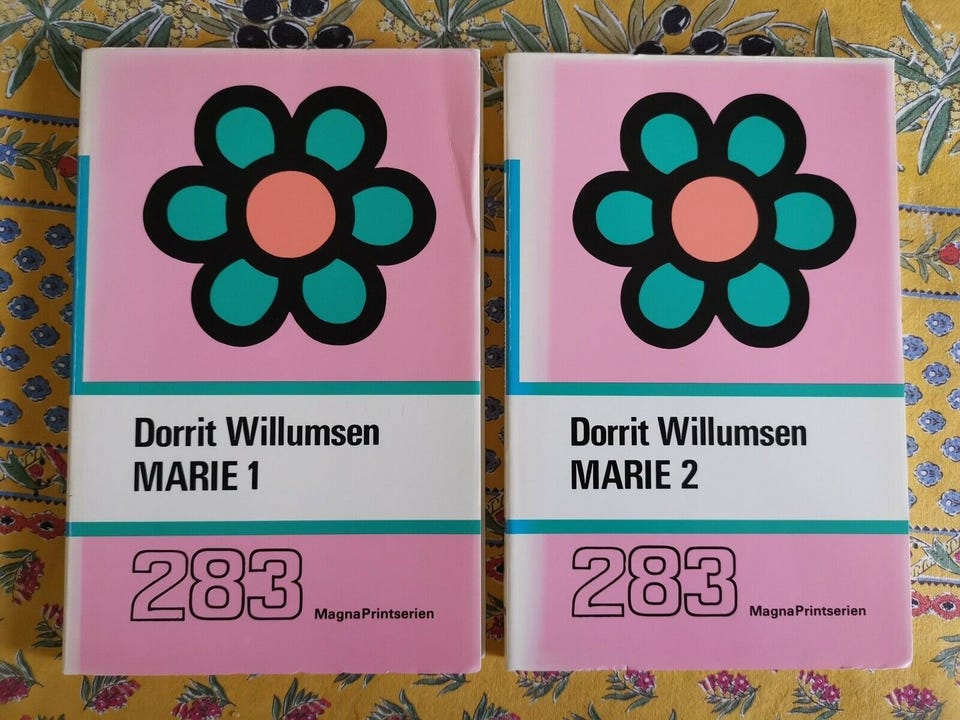 Dorrit Willumsen
MARIE 1
283
MagnaPrintserien
Dorrit Willumsen
MARIE 2
283
MagnaPrintserien